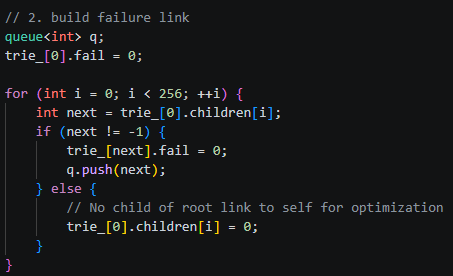 // 2. build failure link
queue<int> q;
trie_[0].fail = 0;

for (int i = 0; i < 256; ++i) {
    int next = trie_[0].children[i];
    if (next != -1) {
        trie_[next].fail = 0;
        q.push(next);
    } else {
        // No child of root link to self for optimization
        trie_[0].children[i] = 0;
    }
}